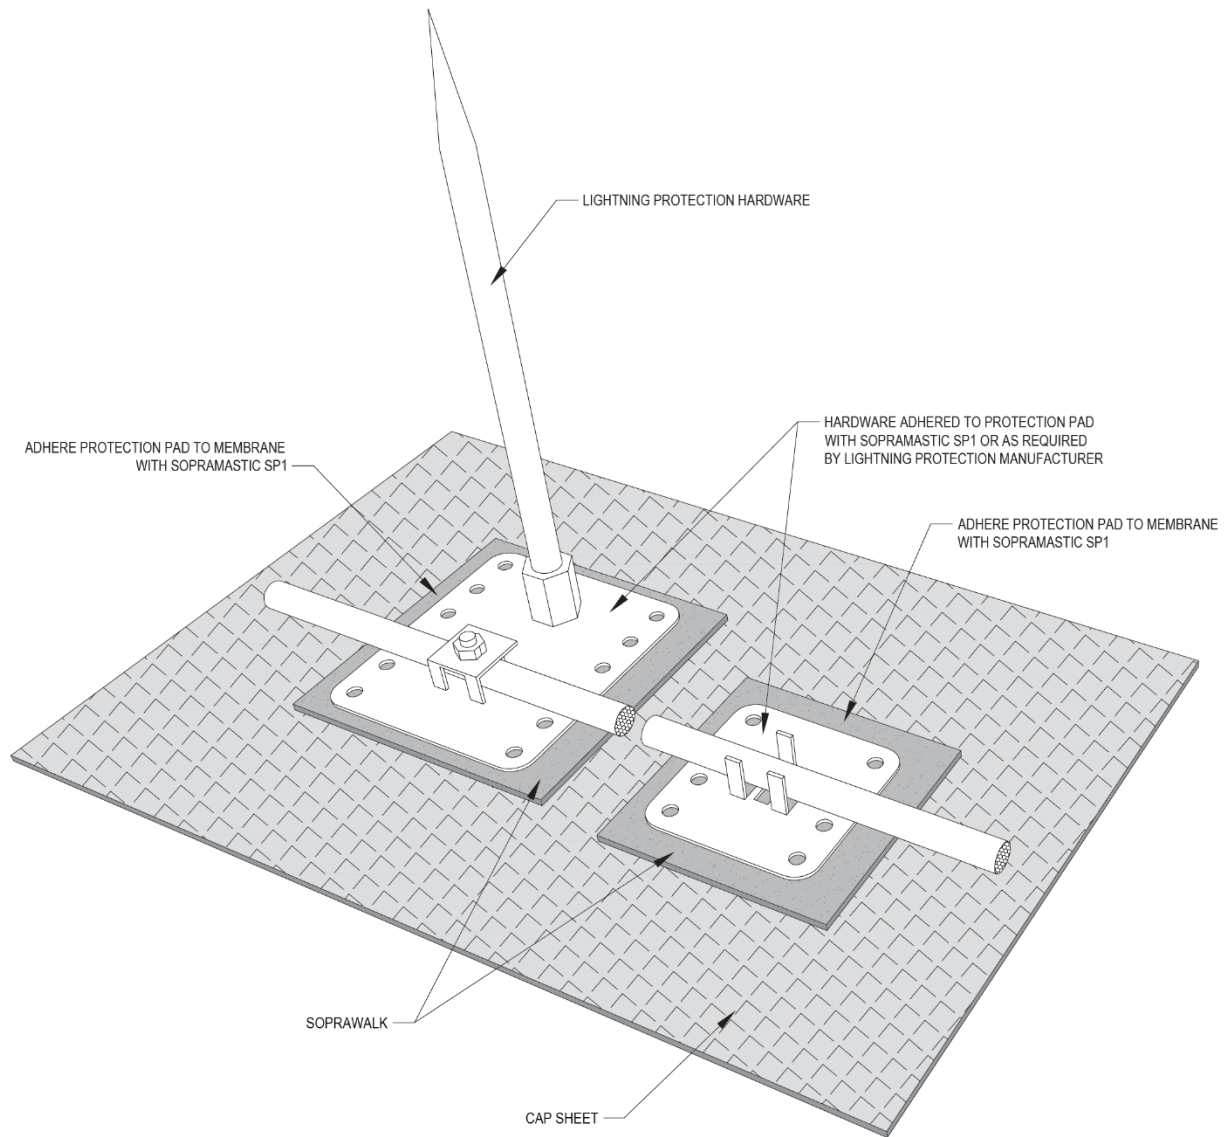 LIGHTNING PROTECTION HARDWARE
HARDWARE ADHERED TO PROTECTION PAD
WITH SOPRAMASTIC SP1 OR AS REQUIRED
BY LIGHTNING PROTECTION MANUFACTURER
ADHERE PROTECTION PAD TO MEMBRANE
WITH SOPRAMASTIC SP1
ADHERE PROTECTION PAD TO MEMBRANE
WITH SOPRAMASTIC SP1
SOPRAWALK
CAP SHEET